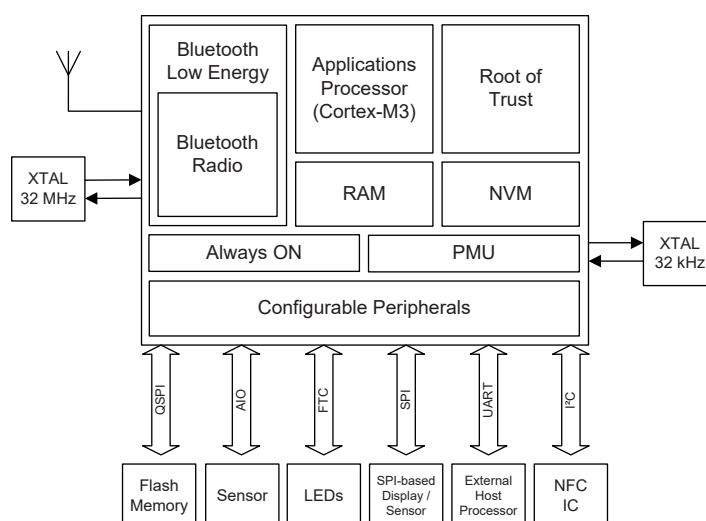 Bluetooth
Low Energy
Bluetooth
Radio
Applications
Processor
(Cortex-M3)
Root of
Trust
XTAL
32 MHz
RAM
NVM
Always ON
PMU
XTAL
32 kHz
Configurable Peripherals
QSPI
AIO
FTC
SPI
UART
I²C
Flash
Memory
Sensor
LEDs
SPI-based
Display /
Sensor
External
Host
Processor
NFC
IC